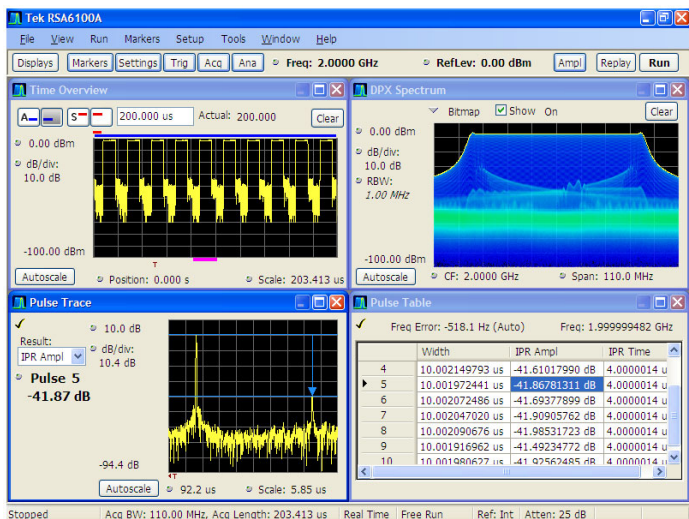 Tek RSA6100A
File View Run Markers Setup Tools Window Help
Displays Markers Settings Trig Acq Ana Freq: 2.0000 GHz RefLev: 0.00 dBm Ampl Replay Run
Time Overview
A S 200.000 us Actual: 200.000 Clear
0.00 dBm
dB/div:
10.0 dB
-100.00 dBm
T
Autoscale Position: 0.000 s Scale: 203.413 us
DPX Spectrum
Bitmap Show On Clear
0.00 dBm
dB/div:
10.0 dB
RBW:
1.00 MHz
-100.00 dBm
Autoscale CF: 2.0000 GHz Span: 110.0 MHz
Pulse Trace
Result:
IPR Ampl
Pulse 5
-41.87 dB
10.0 dB
dB/div:
10.4 dB
-94.4 dB
T
Autoscale 92.2 us Scale: 5.85 us
Pulse Table
Freq Error: -518.1 Hz (Auto) Freq: 1.999999482 GHz
Width IPR Ampl IPR Time
4 10.002149793 us -41.61017990 dB 4.0000014 u
5 10.001972441 us -41.86781311 dB 4.0000014 u
6 10.002072486 us -41.69377899 dB 4.0000014 u
7 10.002047020 us -41.90905762 dB 4.0000014 u
8 10.002090676 us -41.98531723 dB 4.0000014 u
9 10.001916962 us -41.49234772 dB 4.0000014 u
10 10.001980627 us -41.92562485 dB 4.0000014 u
Stopped Acq BW: 110.00 MHz, Acq Length: 203.413 us Real Time Free Run Ref: Int Atten: 25 dB